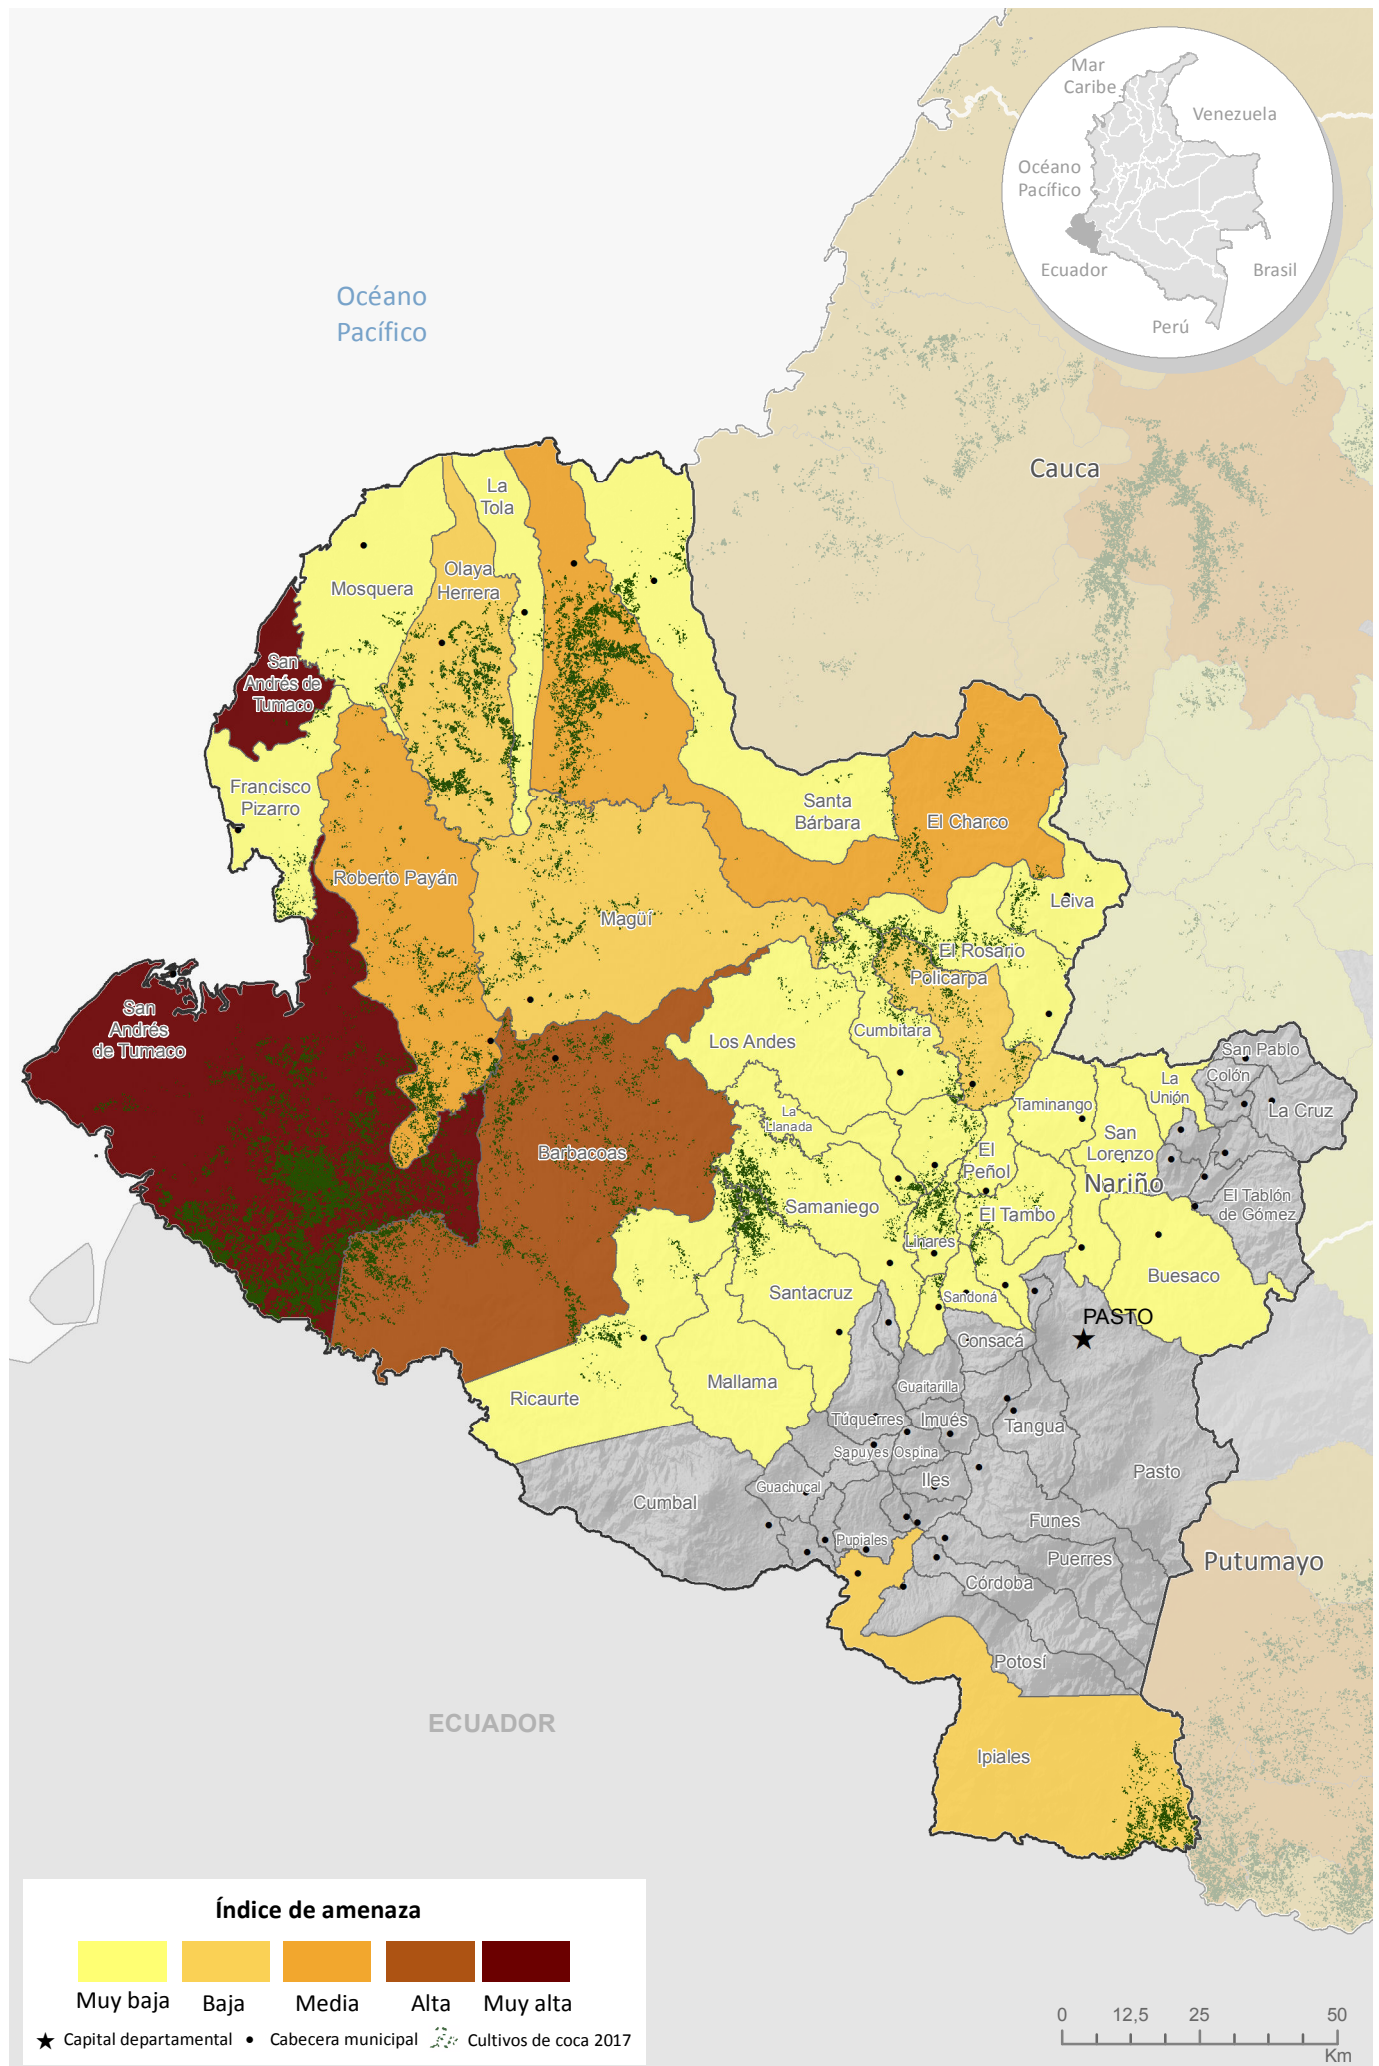 Mar
Caribe
Venezuela
Océano
Pacífico
Ecuador
Brasil
Perú
Océano
Pacífico
Cauca
La
Tola
Olaya
Herrera
Mosquera
San
Andrés de
Tumaco
Francisco
Pizarro
Santa
Bárbara
El Charco
Roberto Payán
Magüí
Leiva
El Rosario
Policarpa
San
Andrés
de Tumaco
Cumbitara
Los Andes
San Pablo
Colón
La
Unión
La Cruz
Taminango
La
Llanada
San
Lorenzo
Barbacoas
El
Peñol
Nariño
El Tablón
de Gómez
Samaniego
El Tambo
Linares
Buesaco
Santacruz
Sandoná
PASTO
Consacá
Mallama
Guaitarilla
Ricaurte
Túquerres
Imués
Tangua
Sapuyes
Ospina
Pasto
Iles
Guachucal
Cumbal
Funes
Pupiales
Puerres
Putumayo
Córdoba
Potosí
ECUADOR
Ipiales
Índice de amenaza
Muy baja
Baja
Media
Alta
Muy alta
Capital departamental
Cabecera municipal
Cultivos de coca 2017
0
12,5
25
50
Km